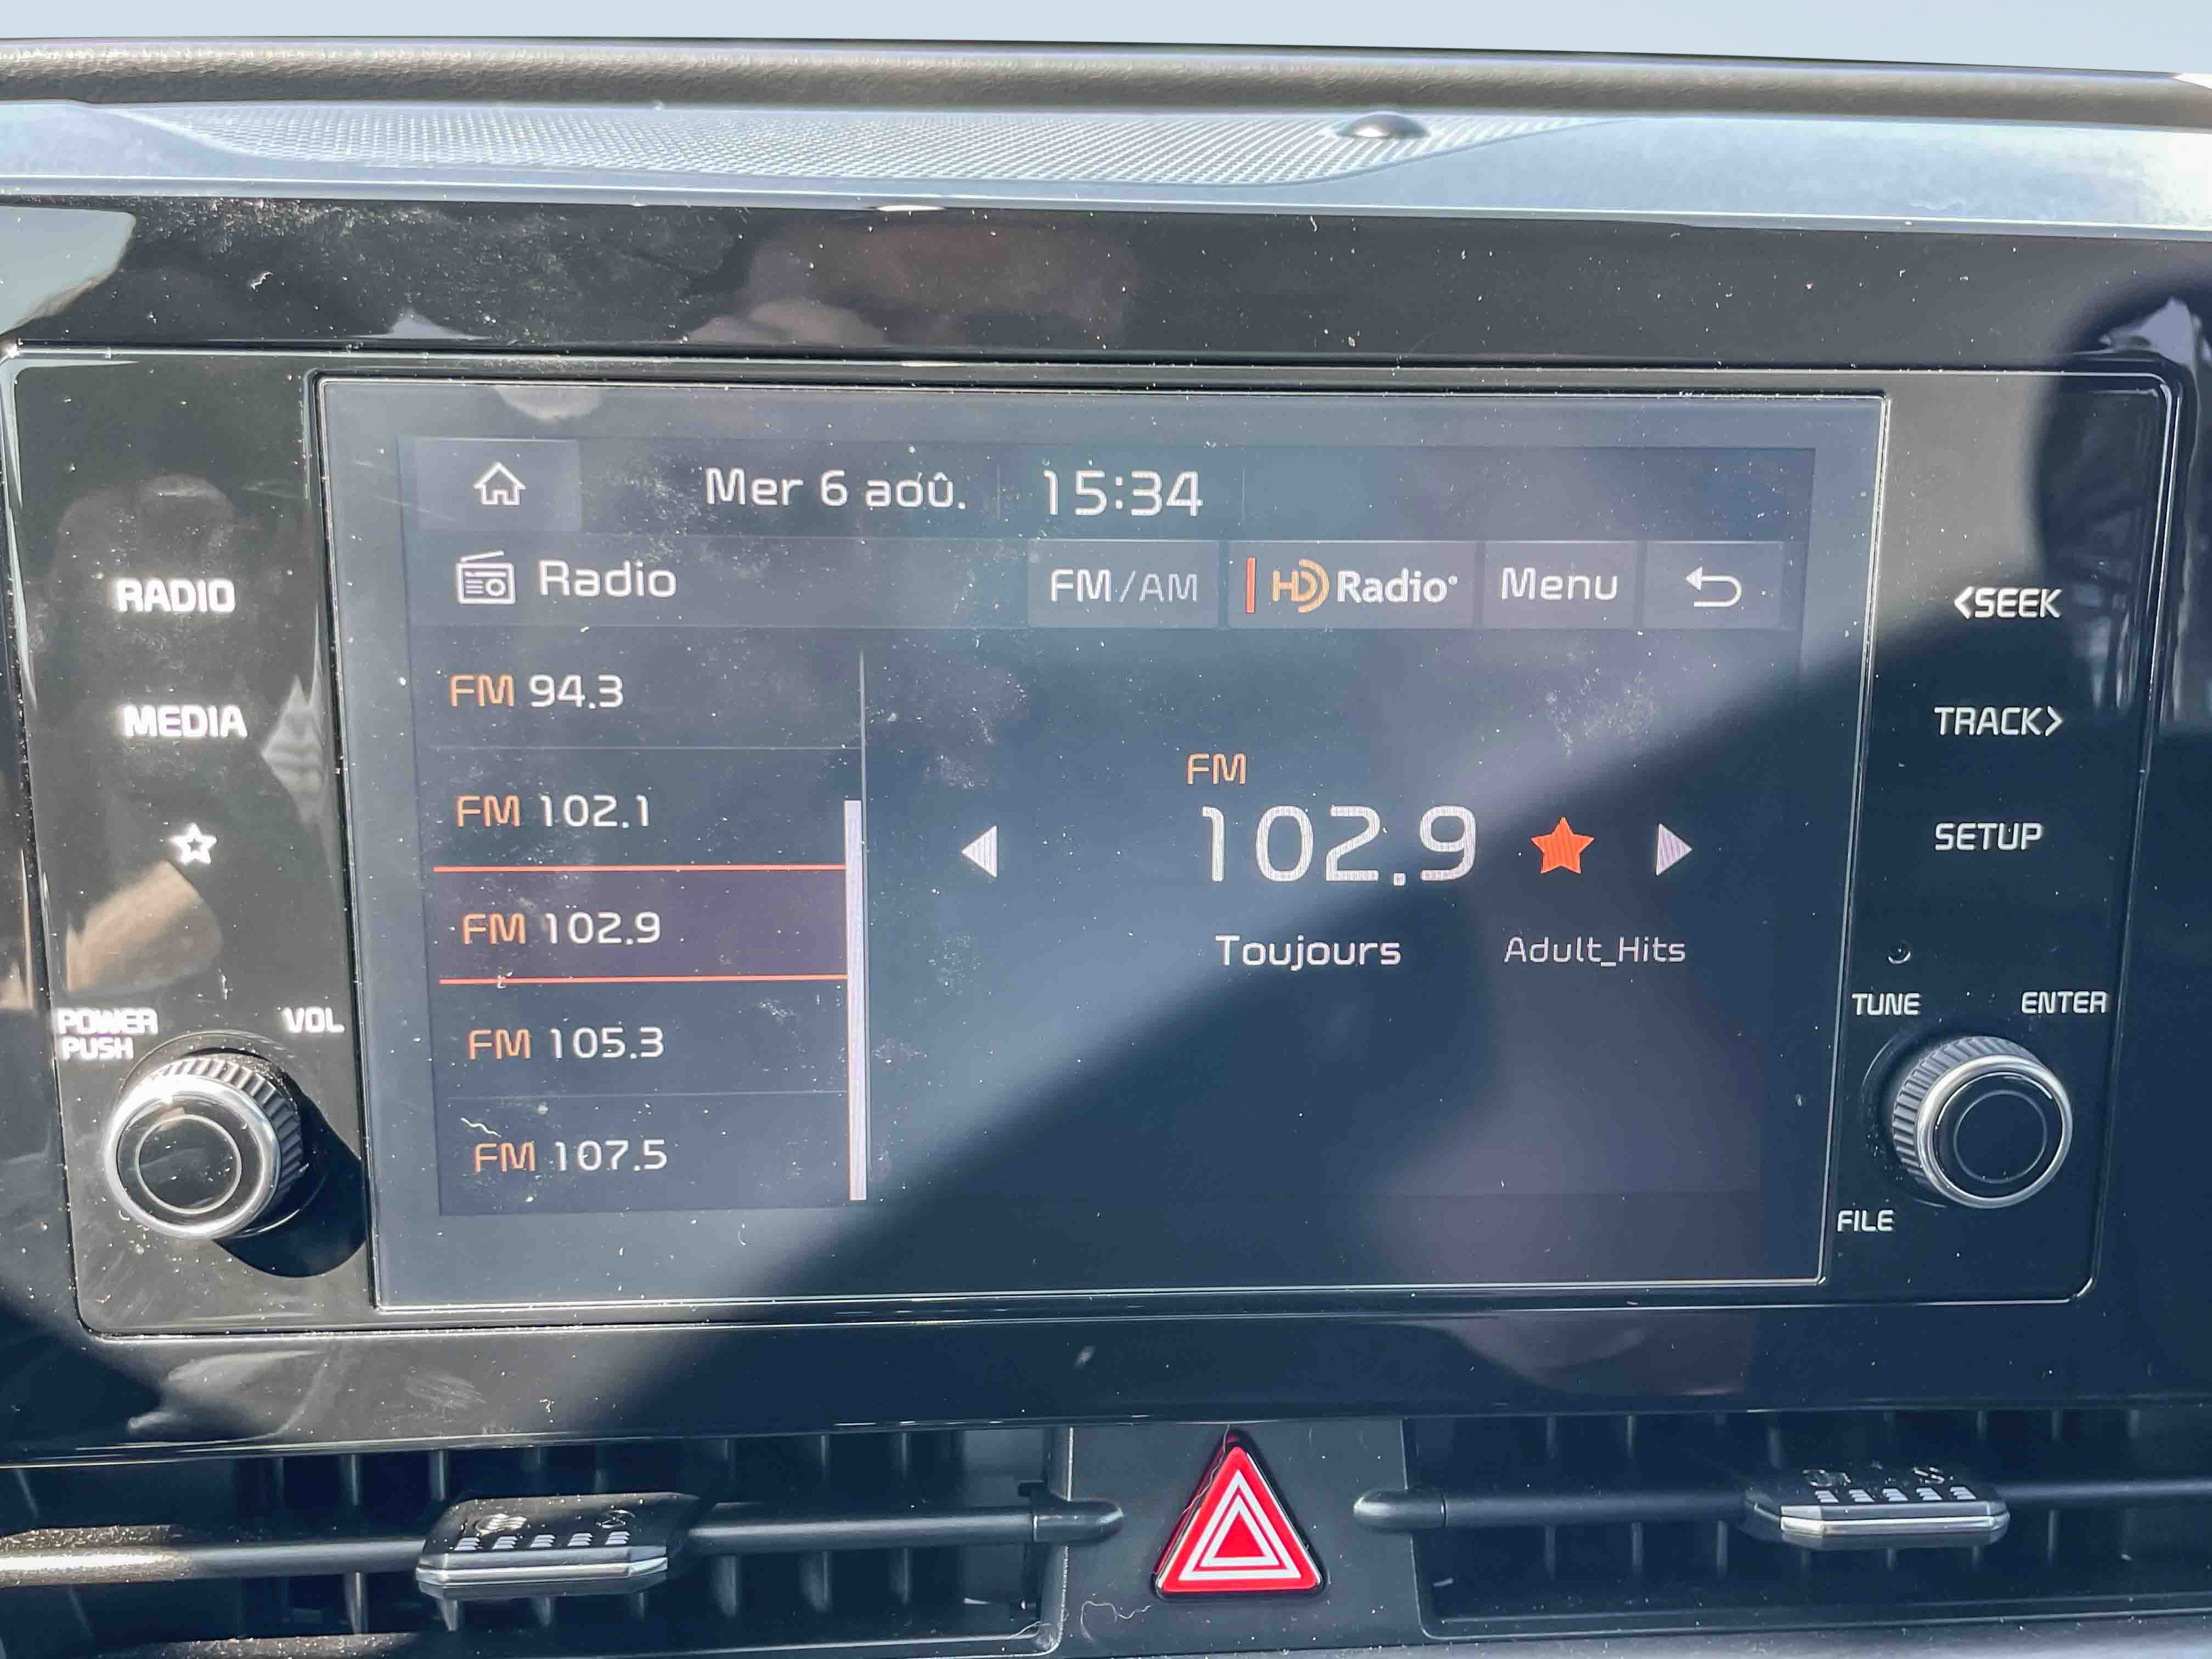 Mer 6 aoû. 15:34
Radio FM/AM HD Radio Menu
RADIO
MEDIA
POWER
PUSH
VOL
FM 94.3
FM 102.1
FM 102.9
FM 105.3
FM 107.5
FM
102.9
Toujours Adult_Hits
<SEEK
TRACK>
SETUP
TUNE ENTER
FILE